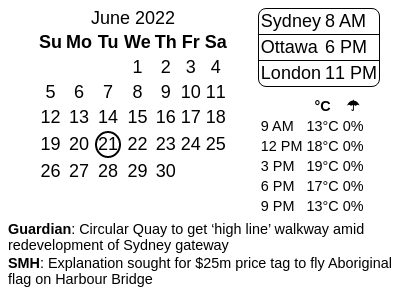 June 2022
Su Mo Tu We Th Fr Sa
1 2 3 4
5 6 7 8 9 10 11
12 13 14 15 16 17 18
19 20 21 22 23 24 25
26 27 28 29 30
Sydney 8 AM
Ottawa 6 PM
London 11 PM
°C ☂
9 AM 13°C 0%
12 PM 18°C 0%
3 PM 19°C 0%
6 PM 17°C 0%
9 PM 13°C 0%
Guardian: Circular Quay to get ‘high line’ walkway amid
redevelopment of Sydney gateway
SMH: Explanation sought for $25m price tag to fly Aboriginal
flag on Harbour Bridge